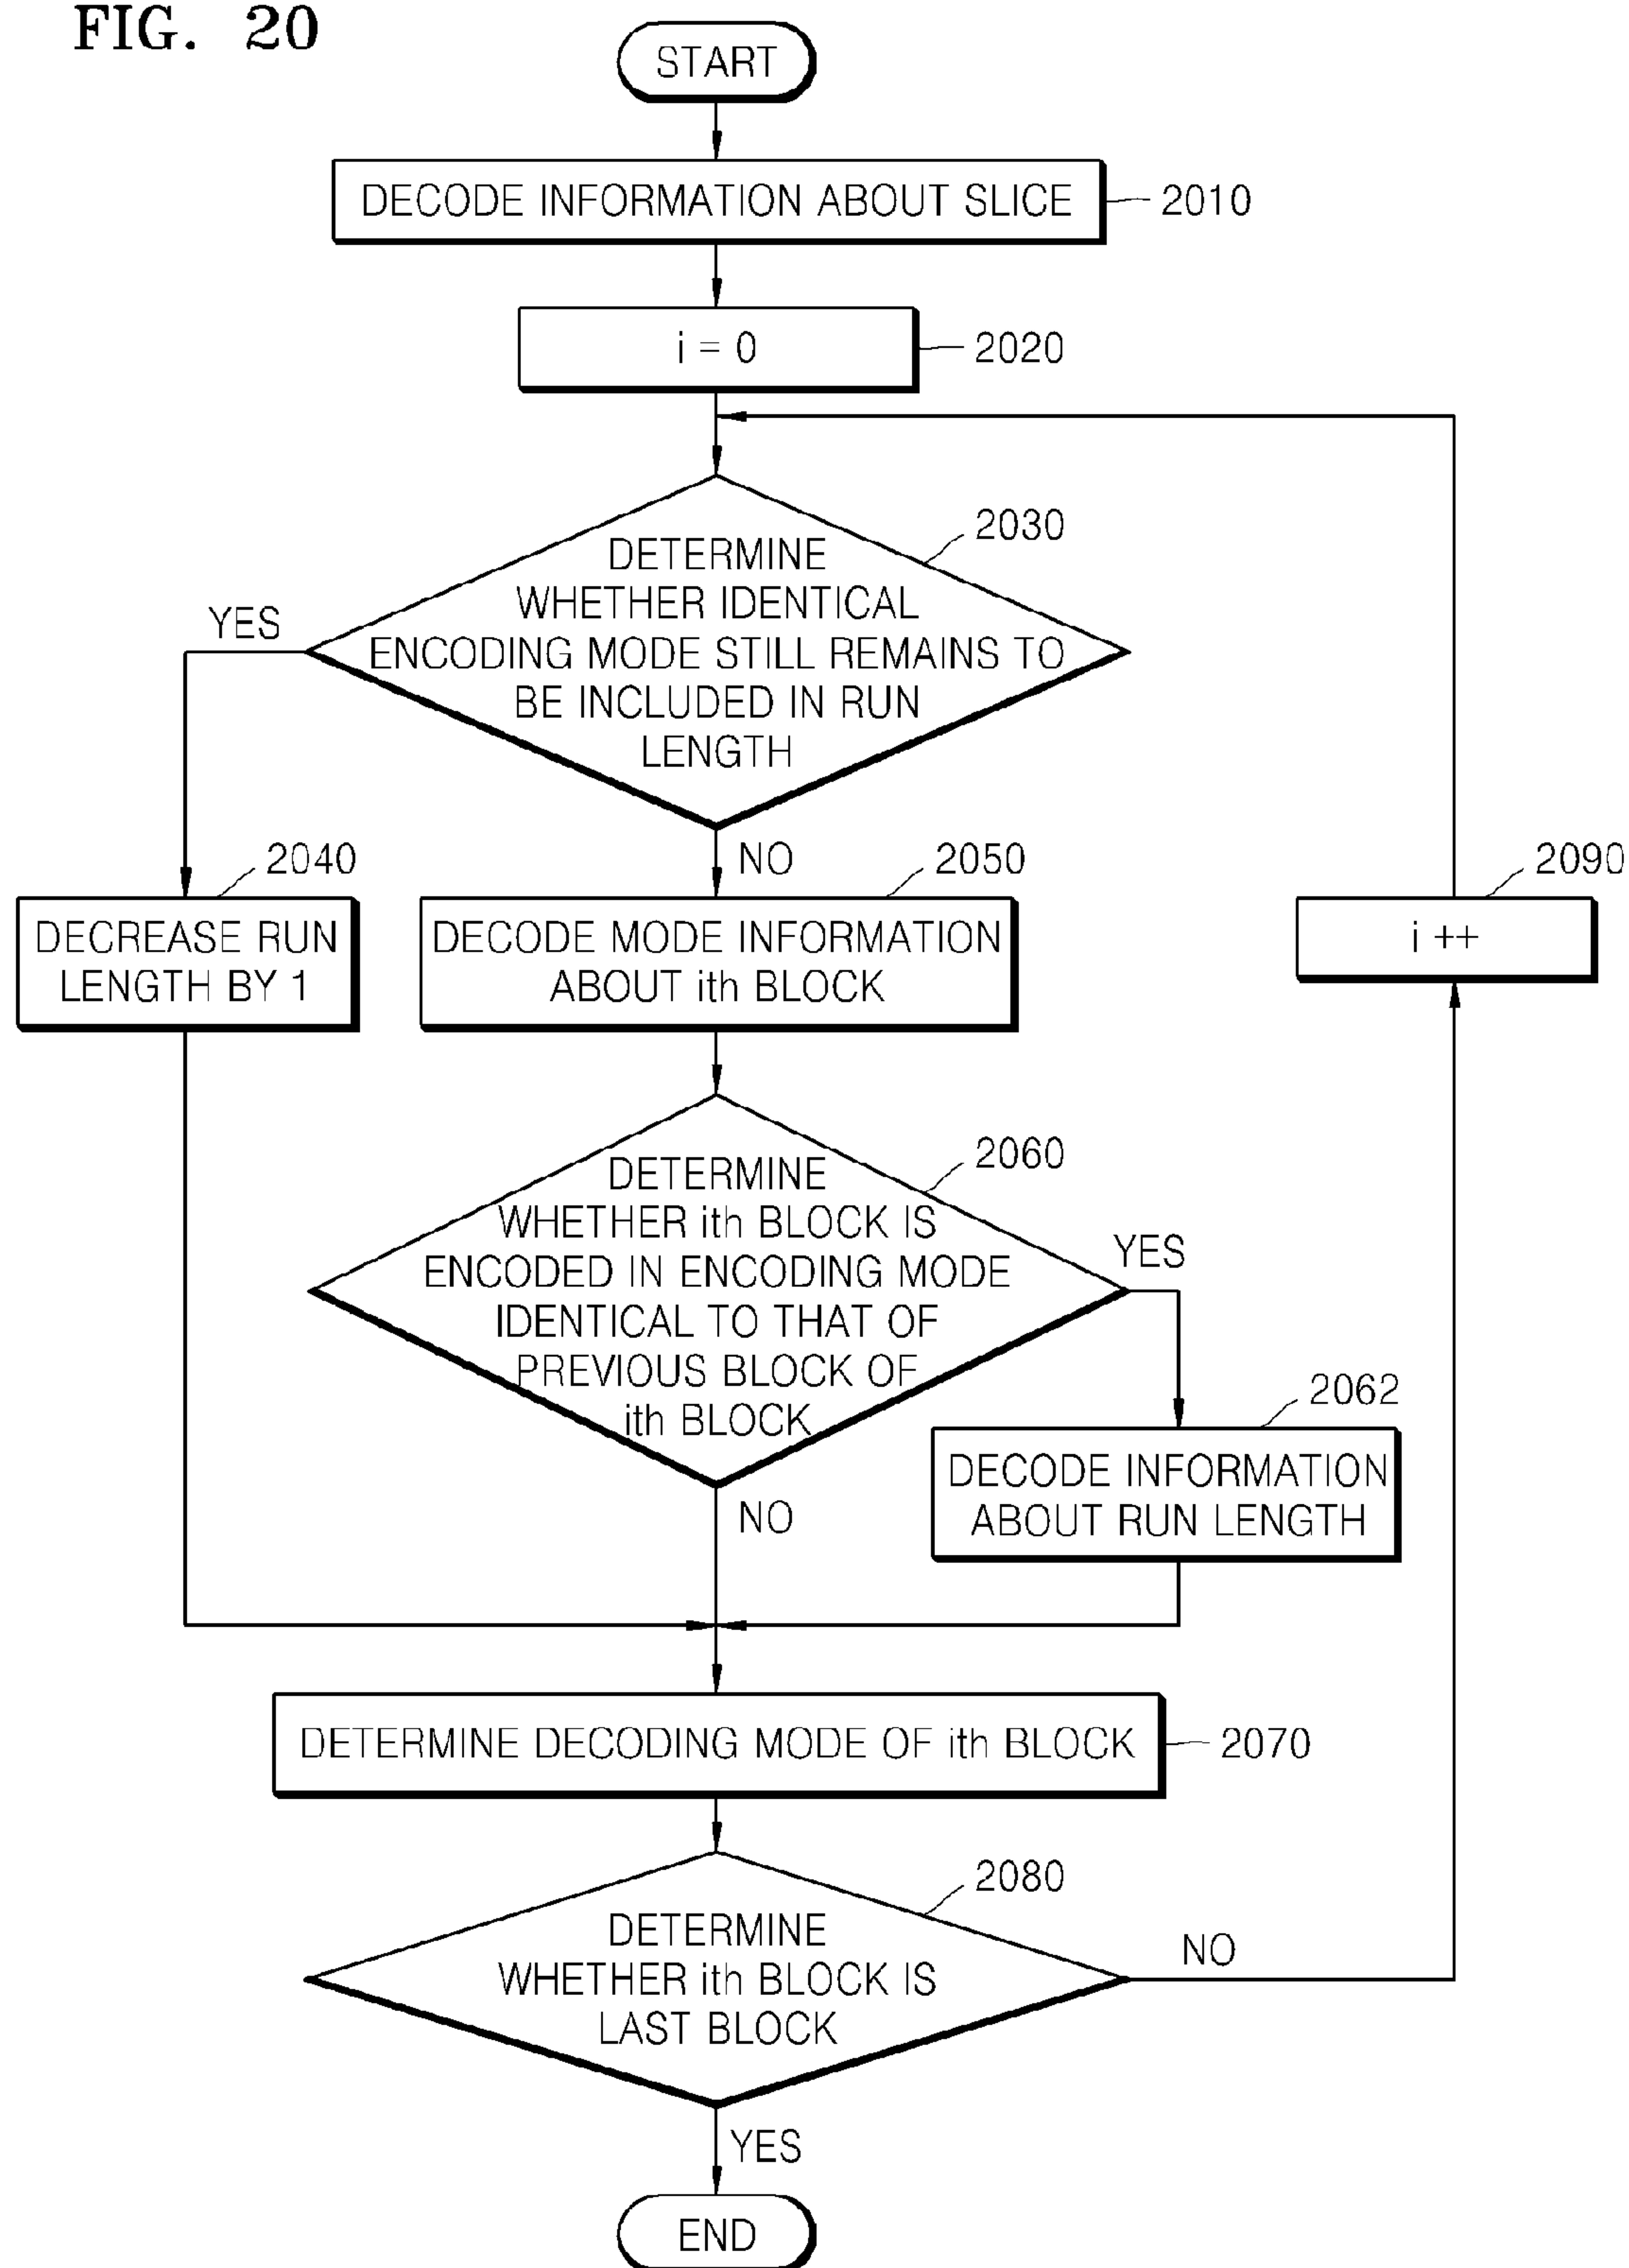 FIG. 20
START
DECODE INFORMATION ABOUT SLICE
2010
i = 0
2020
2030
DETERMINE
WHETHER IDENTICAL
ENCODING MODE STILL REMAINS TO
BE INCLUDED IN RUN
LENGTH
YES
NO
2040
DECREASE RUN
LENGTH BY 1
2050
DECODE MODE INFORMATION
ABOUT ith BLOCK
2090
i ++
2060
DETERMINE
WHETHER ith BLOCK IS
ENCODED IN ENCODING MODE
IDENTICAL TO THAT OF
PREVIOUS BLOCK OF
ith BLOCK
YES
NO
2062
DECODE INFORMATION
ABOUT RUN LENGTH
DETERMINE DECODING MODE OF ith BLOCK
2070
2080
DETERMINE
WHETHER ith BLOCK IS
LAST BLOCK
NO
YES
END